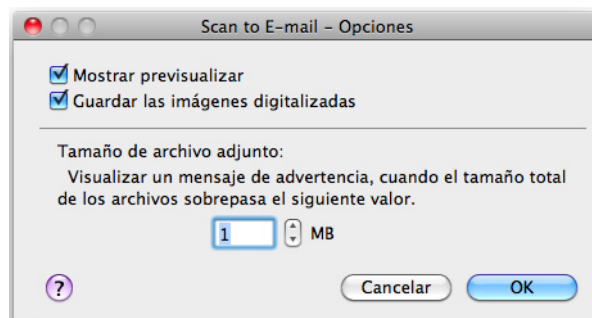 Scan to E-mail – Opciones
Mostrar previsualizar
Guardar las imágenes digitalizadas
Tamaño de archivo adjunto:
Visualizar un mensaje de advertencia, cuando el tamaño total
de los archivos sobrepasa el siguiente valor.
1 MB
? Cancelar OK